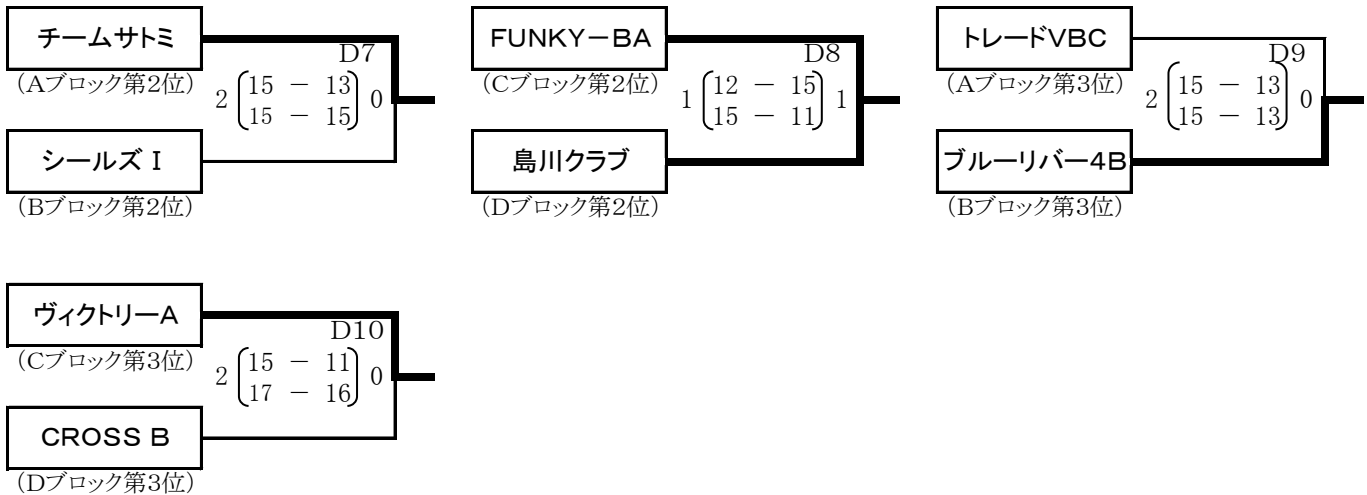 チームサトミ
(Aブロック第2位)
D7
2 15 － 13 0
15 － 15
シールズ I
(Bブロック第2位)
FUNKY－BA
(Cブロック第2位)
D8
1 12 － 15 1
15 － 11
島川クラブ
(Dブロック第2位)
トレードVBC
(Aブロック第3位)
D9
2 15 － 13 0
15 － 13
ブルーリバー4B
(Bブロック第3位)
ヴィクトリーA
(Cブロック第3位)
D10
2 15 － 11 0
17 － 16
CROSS B
(Dブロック第3位)